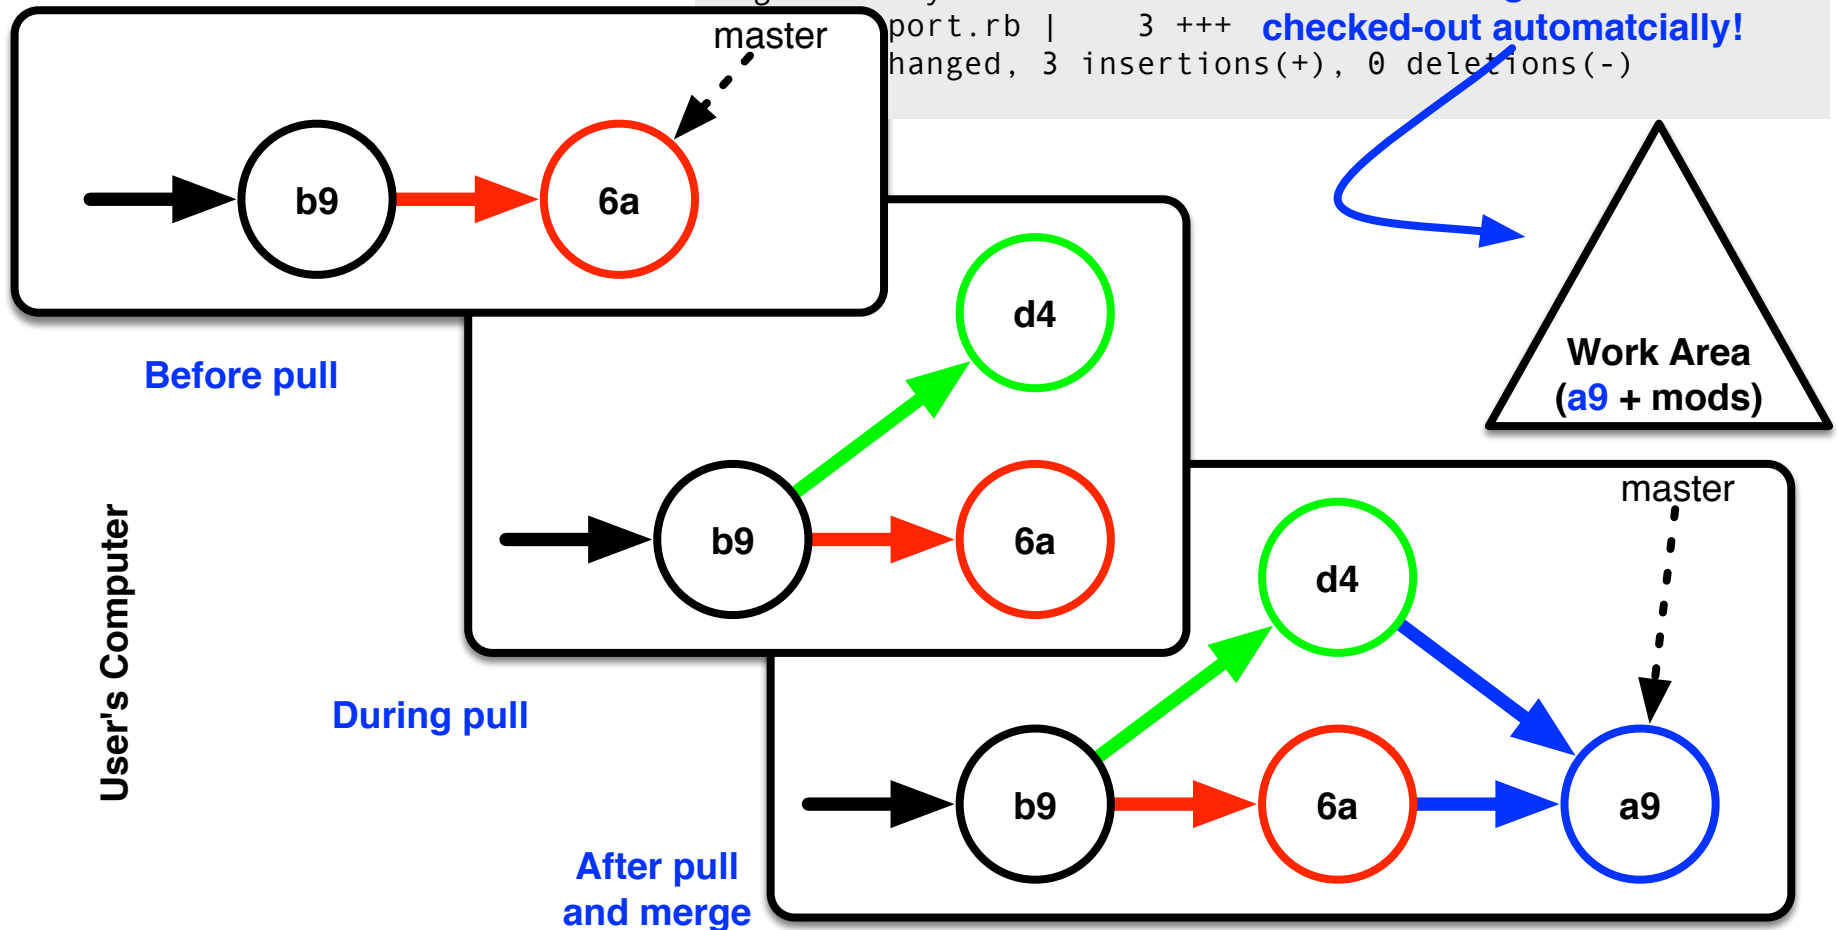 master
port.rb | 3 +++
checked-out automatcially!
hanged, 3 insertions(+), 0 deletions(-)
b9
6a
Before pull
d4
b9
6a
During pull
Work Area
(a9 + mods)
User's Computer
master
d4
b9
6a
a9
After pull
and merge